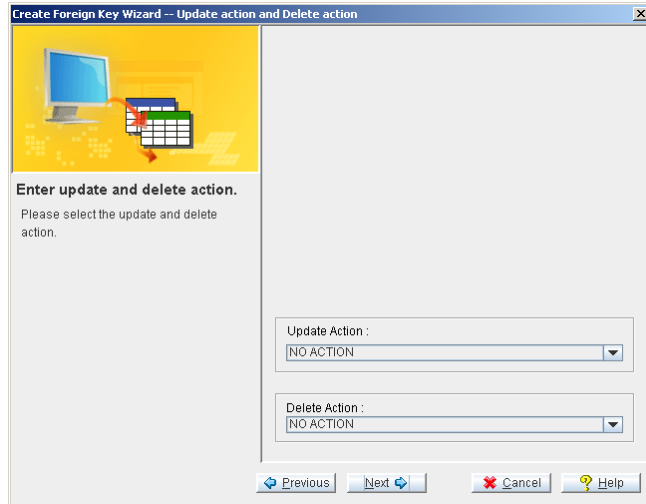 Create Foreign Key Wizard -- Update action and Delete action
Enter update and delete action.
Please select the update and delete
action.
Update Action :
NO ACTION
Delete Action :
NO ACTION
Previous
Next
Cancel
Help